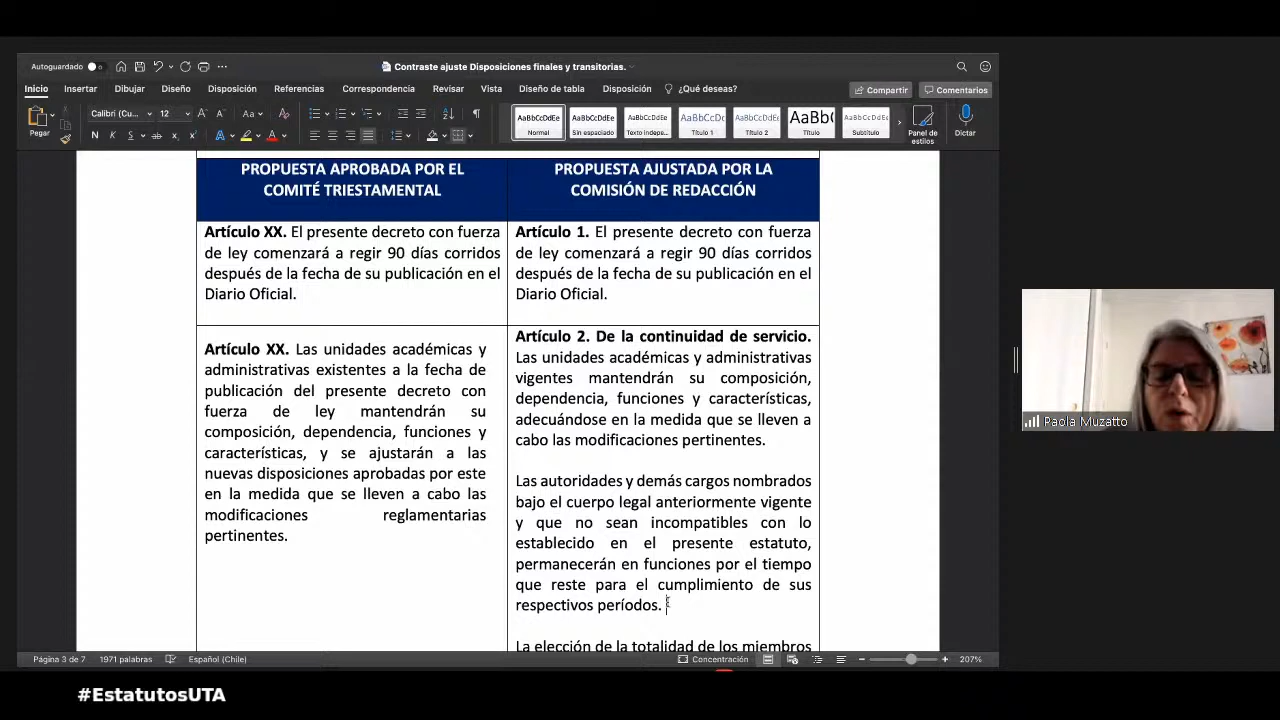 Autoguardado
Contraste ajuste Disposiciones finales y transitorias.
Inicio Insertar Dibujar Diseño Disposición Referencias Correspondencia Revisar Vista Diseño de tabla Disposición ¿Qué deseas? Compartir Comentarios
Pegar
Calibri (Cu... 12
AaBbCcDdEe AaBbCcDdEe AaBbCcDdEe AaBbCcDc AaBbCcDdEe AaBb( AaBbCcDdEe
Normal Sin espaciado Texto indepe... Título 1 Título 2 Título Subtítulo
Panel de estilos
Dictar
PROPUESTA APROBADA POR EL
COMITÉ TRIESTAMENTAL
PROPUESTA AJUSTADA POR LA
COMISIÓN DE REDACCIÓN
Artículo XX. El presente decreto con fuerza
de ley comenzará a regir 90 días corridos
después de la fecha de su publicación en el
Diario Oficial.
Artículo 1. El presente decreto con fuerza
de ley comenzará a regir 90 días corridos
después de la fecha de su publicación en el
Diario Oficial.
Artículo XX. Las unidades académicas y
administrativas existentes a la fecha de
publicación del presente decreto con
fuerza de ley mantendrán su
composición, dependencia, funciones y
características, y se ajustarán a las
nuevas disposiciones aprobadas por este
en la medida que se lleven a cabo las
modificaciones reglamentarias
pertinentes.
Artículo 2. De la continuidad de servicio.
Las unidades académicas y administrativas
vigentes mantendrán su composición,
dependencia, funciones y características,
adecuándose en la medida que se lleven a
cabo las modificaciones pertinentes.
Las autoridades y demás cargos nombrados
bajo el cuerpo legal anteriormente vigente
y que no sean incompatibles con lo
establecido en el presente estatuto,
permanecerán en funciones por el tiempo
que reste para el cumplimiento de sus
respectivos períodos.
La elección de la totalidad de los miembros
Paola Muzatto
Página 3 de 7 1971 palabras Español (Chile) Concentración 207%
#EstatutosUTA